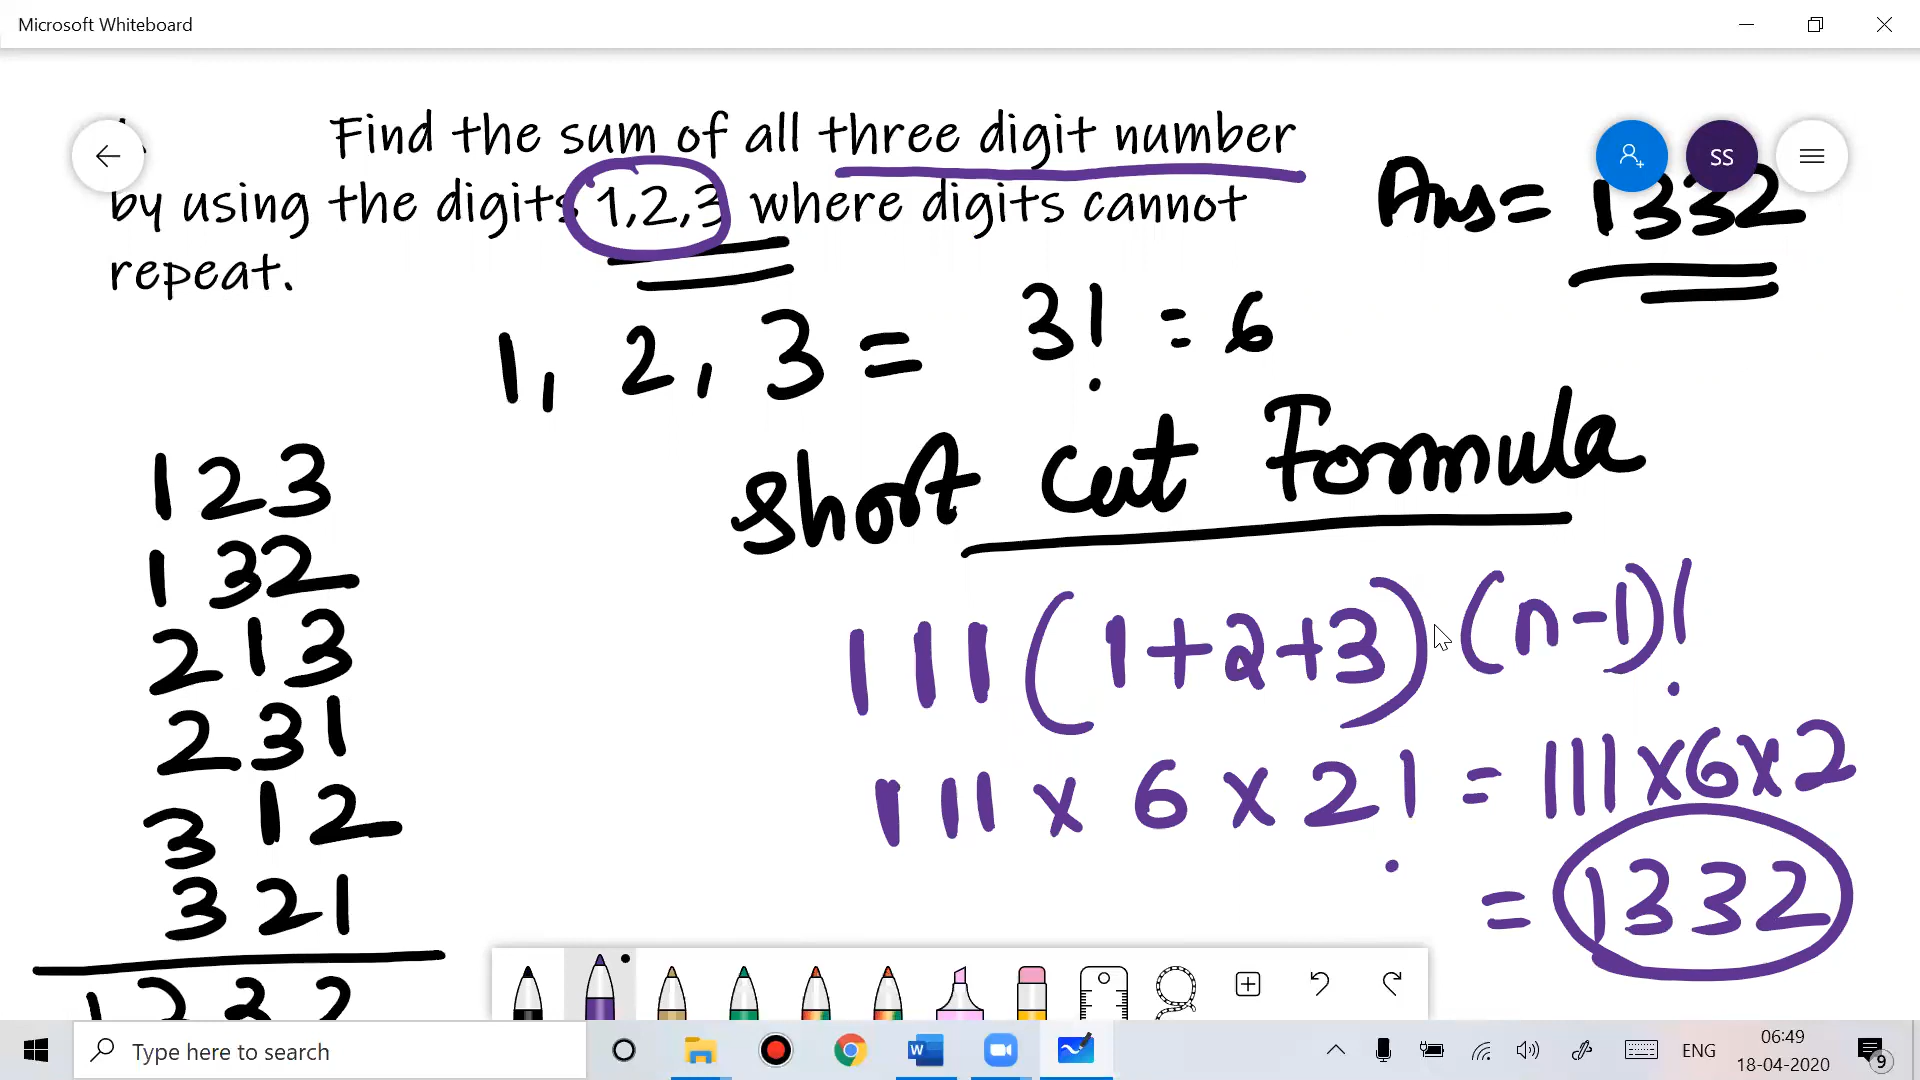 Microsoft Whiteboard
Find the sum of all three digit number
by using the digits 1,2,3 where digits cannot
repeat.
Ans = 1332
SS
1, 2, 3 = 3! = 6
Short Cut Formula
123
132
213
231
312
321
1332
111 (1+2+3) (n-1)!
111 x 6 x 2! = 111x6x2
= 1332
Type here to search
ENG
06:49
18-04-2020
9